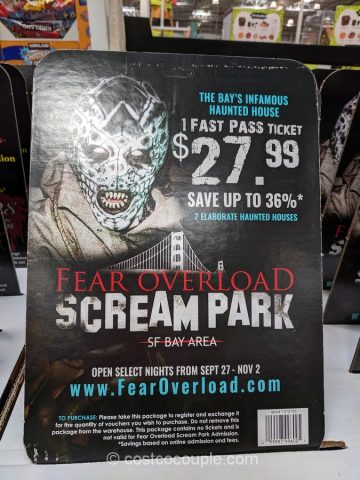 THE BAY'S INFAMOUS
HAUNTED HOUSE
1 FAST PASS TICKET
$27.99
SAVE UP TO 36%*
2 ELABORATE HAUNTED HOUSES
FEAR OVERLOAD
SCREAM PARK
SF BAY AREA
OPEN SELECT NIGHTS FROM SEPT 27 - NOV 2
www.FearOverload.com
TO PURCHASE: Please take this package to register and exchange it
for the quantity of vouchers you wish to purchase. Do not remove this
package from the warehouse. This package contains no tickets and is
not valid for Fear Overload Scream Park Admission.
*Savings based on online admission and fees.
© costcocouple.com